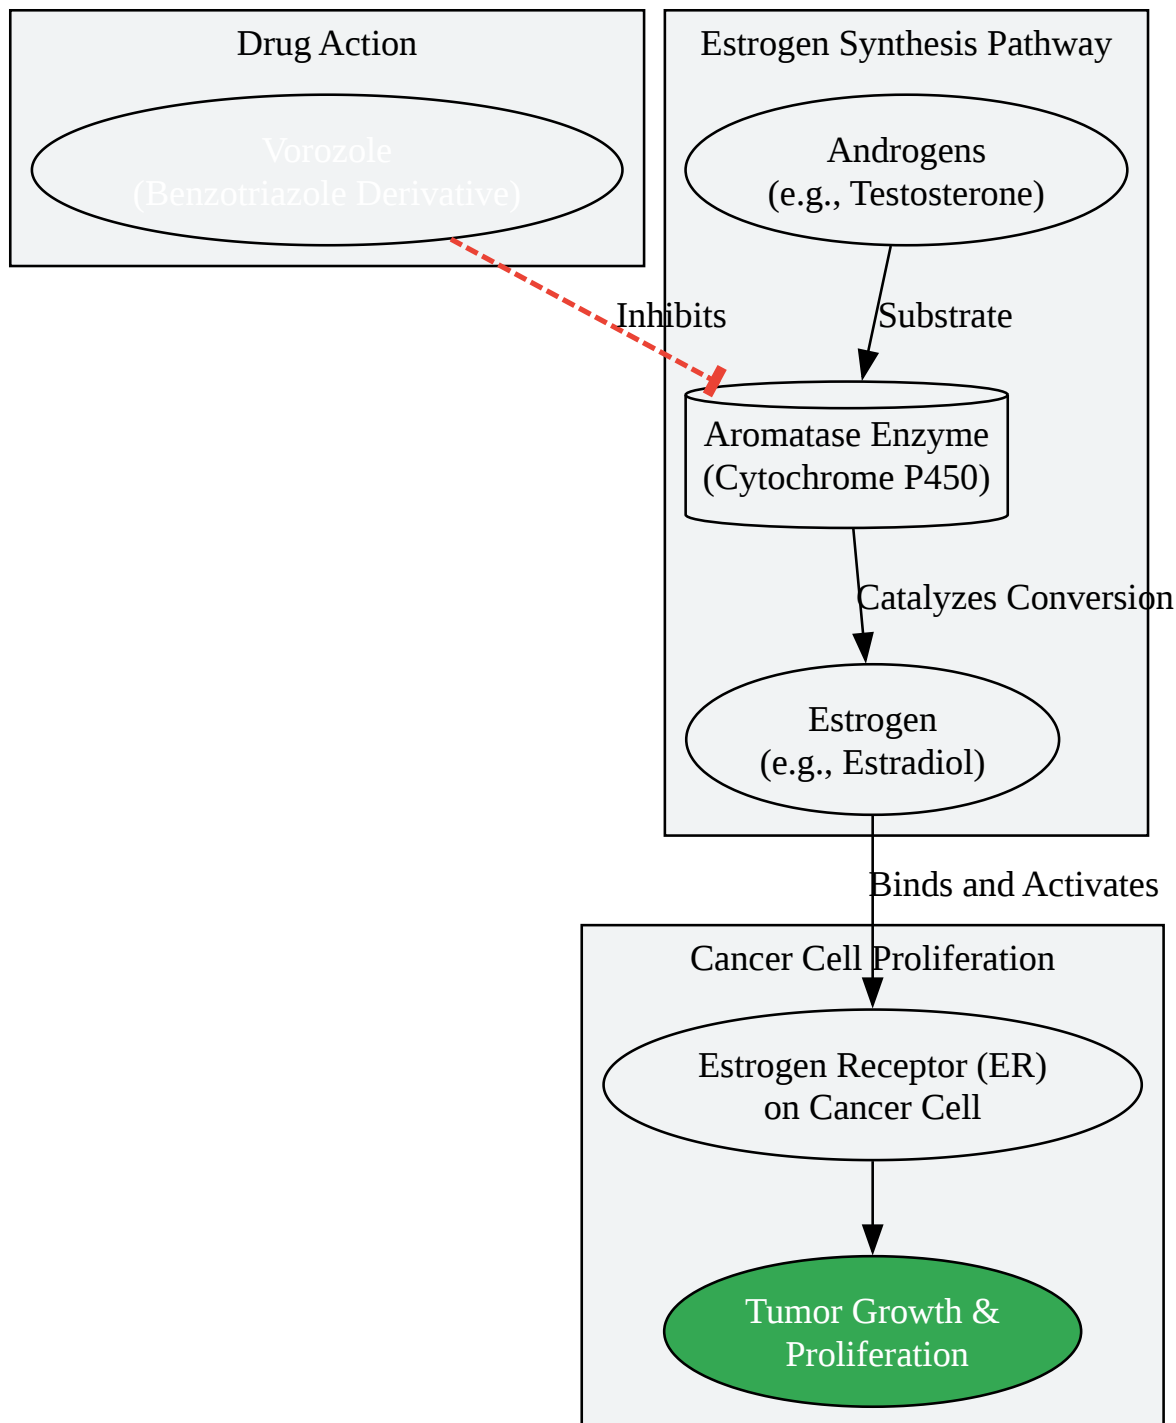 Drug Action
Vorozole
(Benzotriazole Derivative)
Estrogen Synthesis Pathway
Androgens
(e.g., Testosterone)
Inhibits
Substrate
Aromatase Enzyme
(Cytochrome P450)
Catalyzes Conversion
Estrogen
(e.g., Estradiol)
Binds and Activates
Cancer Cell Proliferation
Estrogen Receptor (ER)
on Cancer Cell
Tumor Growth &
Proliferation